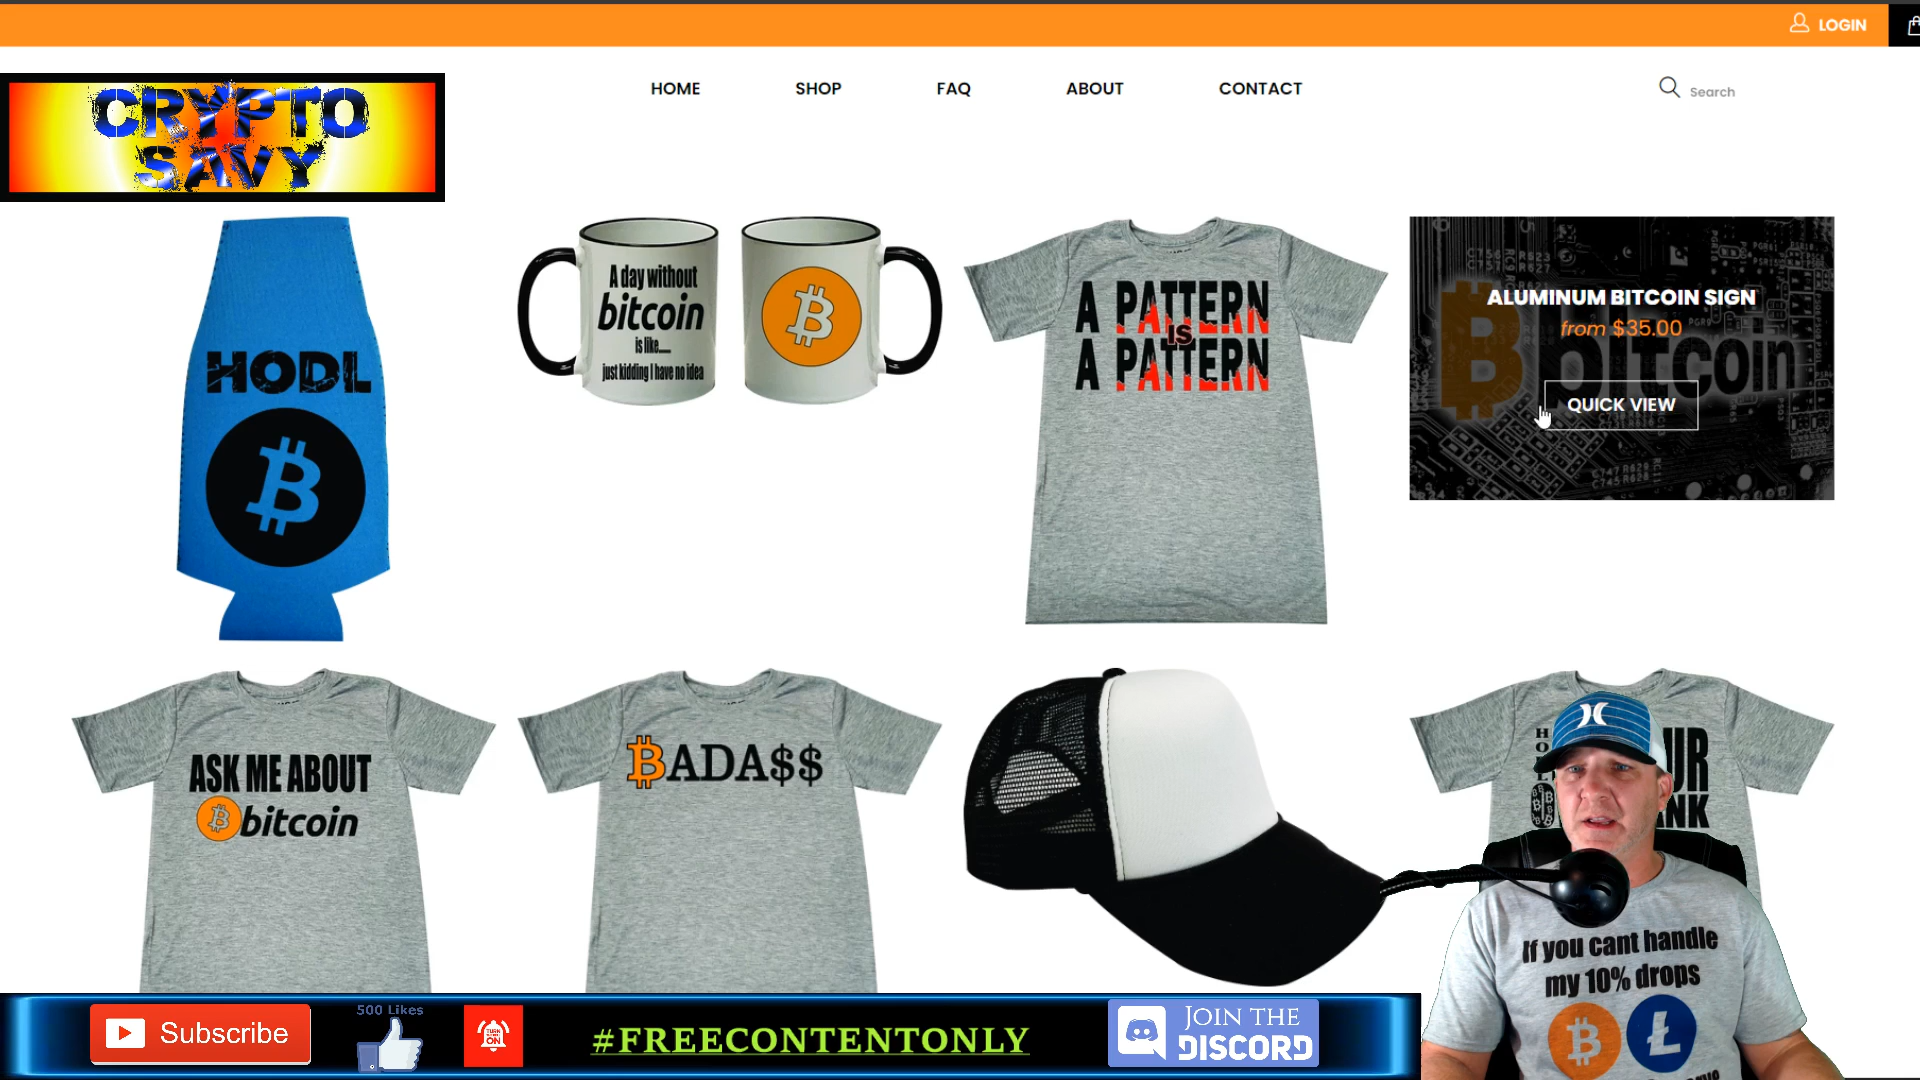 LOGIN
HOME SHOP FAQ ABOUT CONTACT Search
CRYPTO
SAVY
HODL
A day without
bitcoin
is like.....
just kidding I have no idea
A PATTERN
IS
A PATTERN
ALUMINUM BITCOIN SIGN
from $35.00
bitcoin
QUICK VIEW
ASK ME ABOUT
bitcoin
BADA$$
If you cant handle
my 10% drops
Subscribe
500 Likes
#FREECONTENTONLY
JOIN THE
DISCORD